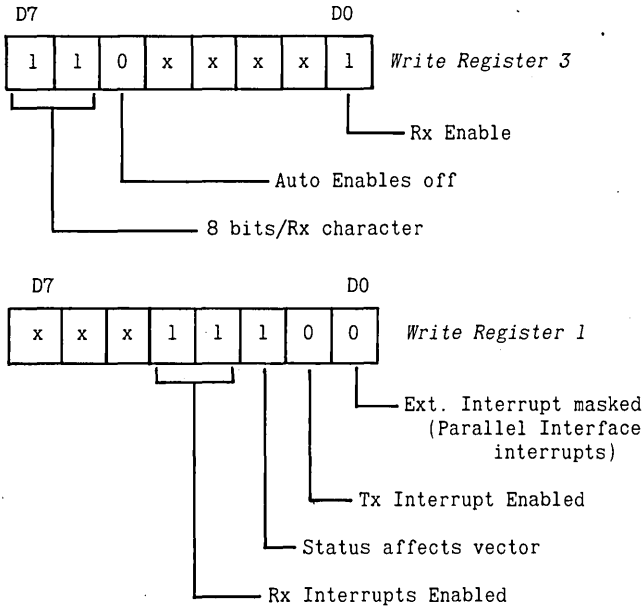 D7 D0
1 1 0 x x x x 1 Write Register 3
Rx Enable
Auto Enables off
8 bits/Rx character
D7 D0
x x x 1 1 1 0 0 Write Register 1
Ext. Interrupt masked
(Parallel Interface
interrupts)
Tx Interrupt Enabled
Status affects vector
Rx Interrupts Enabled